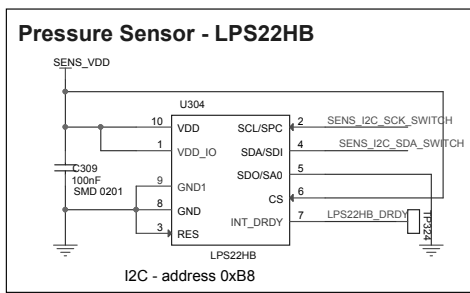 Pressure Sensor - LPS22HB
SENS_VDD
U304
10 VDD SCL/SPC 2 SENS_I2C_SCK_SWITCH
1 VDD_IO SDA/SDI 4 SENS_I2C_SDA_SWITCH
C309
100nF
SMD 0201
SDO/SA0 5
9 GND1 CS 6
8 GND INT_DRDY 7 LPS22HB_DRDY
TP324
3 RES
LPS22HB
I2C - address 0xB8